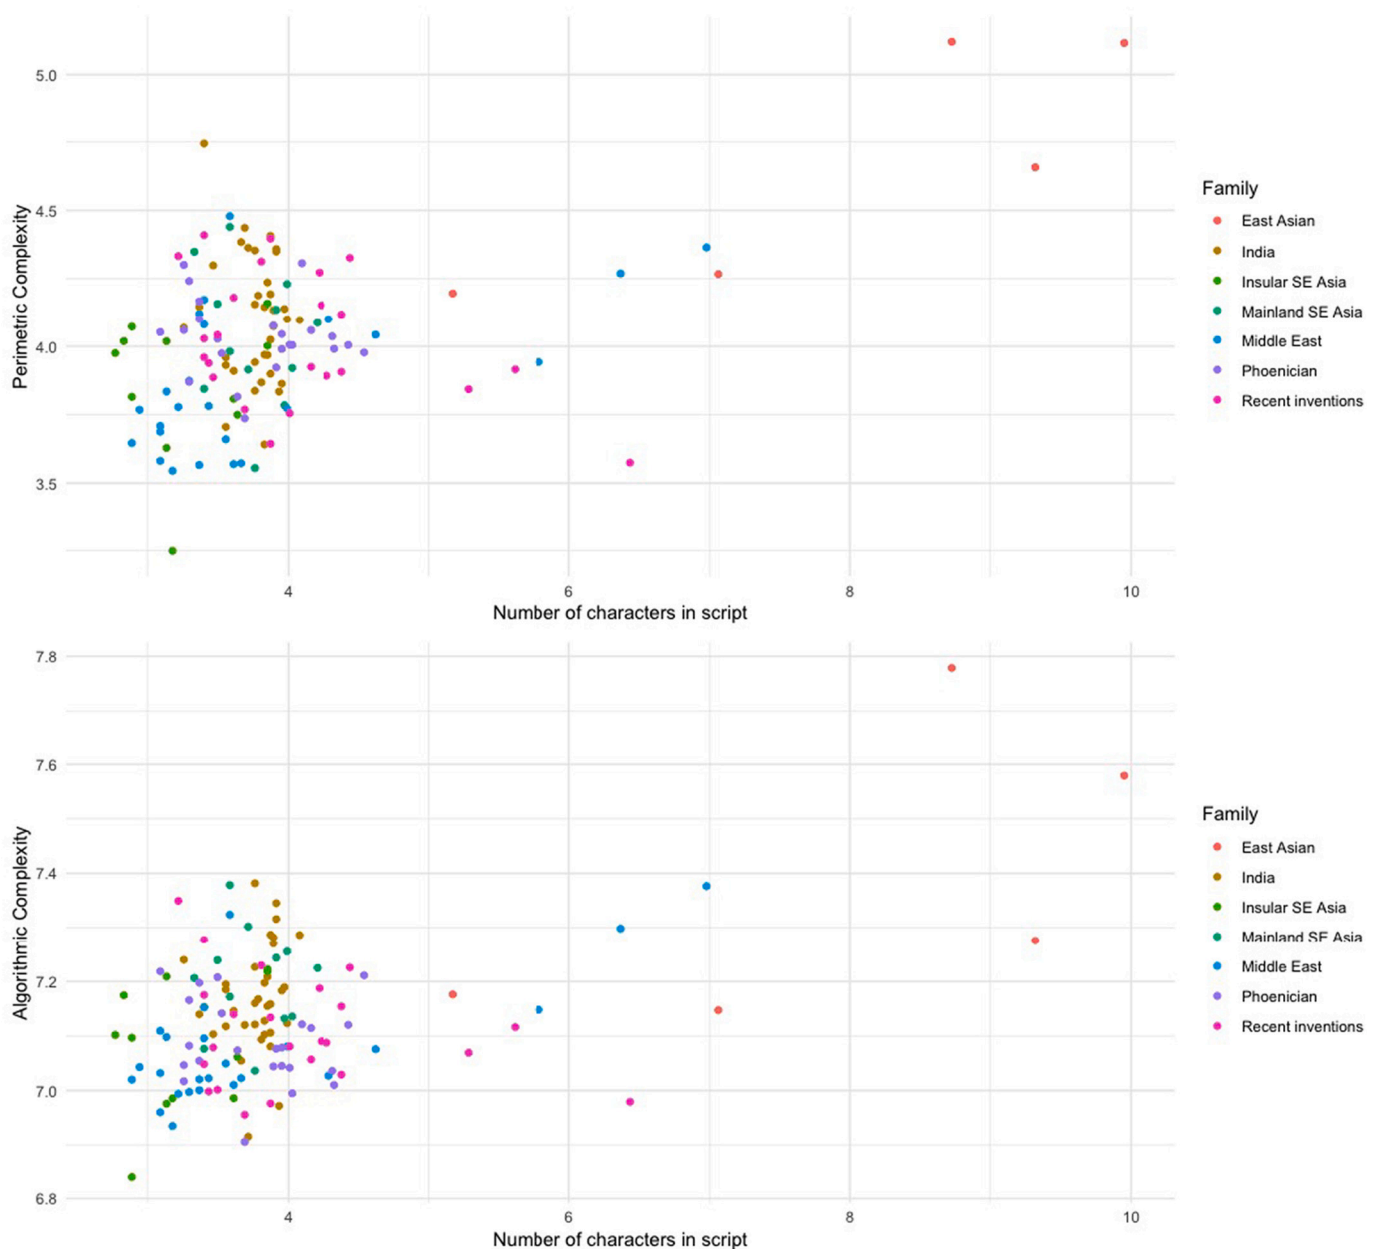 5.0
4.5
4.0
3.5
Perimetric Complexity
4 6 8 10
Number of characters in script
Family
East Asian
India
Insular SE Asia
Mainland SE Asia
Middle East
Phoenician
Recent inventions
7.8
7.6
7.4
7.2
7.0
6.8
Algorithmic Complexity
4 6 8 10
Number of characters in script
Family
East Asian
India
Insular SE Asia
Mainland SE Asia
Middle East
Phoenician
Recent inventions